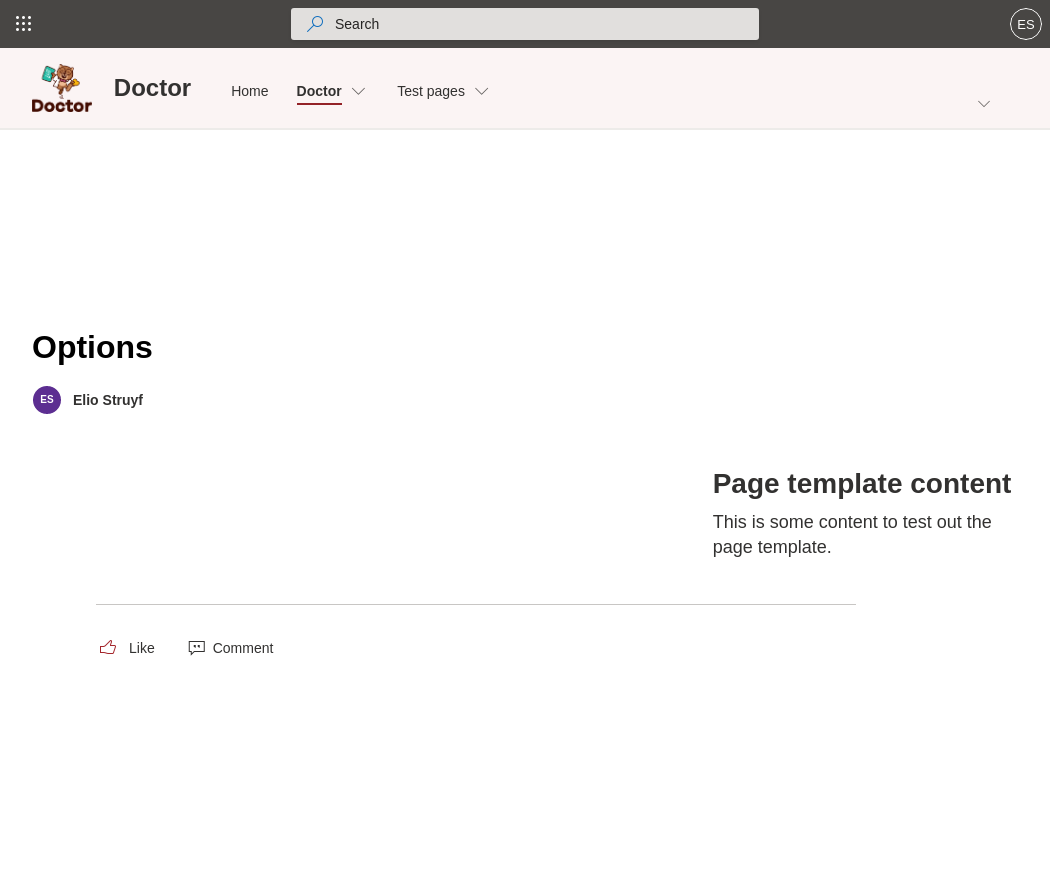 Search
ES
Doctor
Doctor
Home
Doctor
Test pages
Options
ES
Elio Struyf
Page template content
This is some content to test out the
page template.
Like
Comment